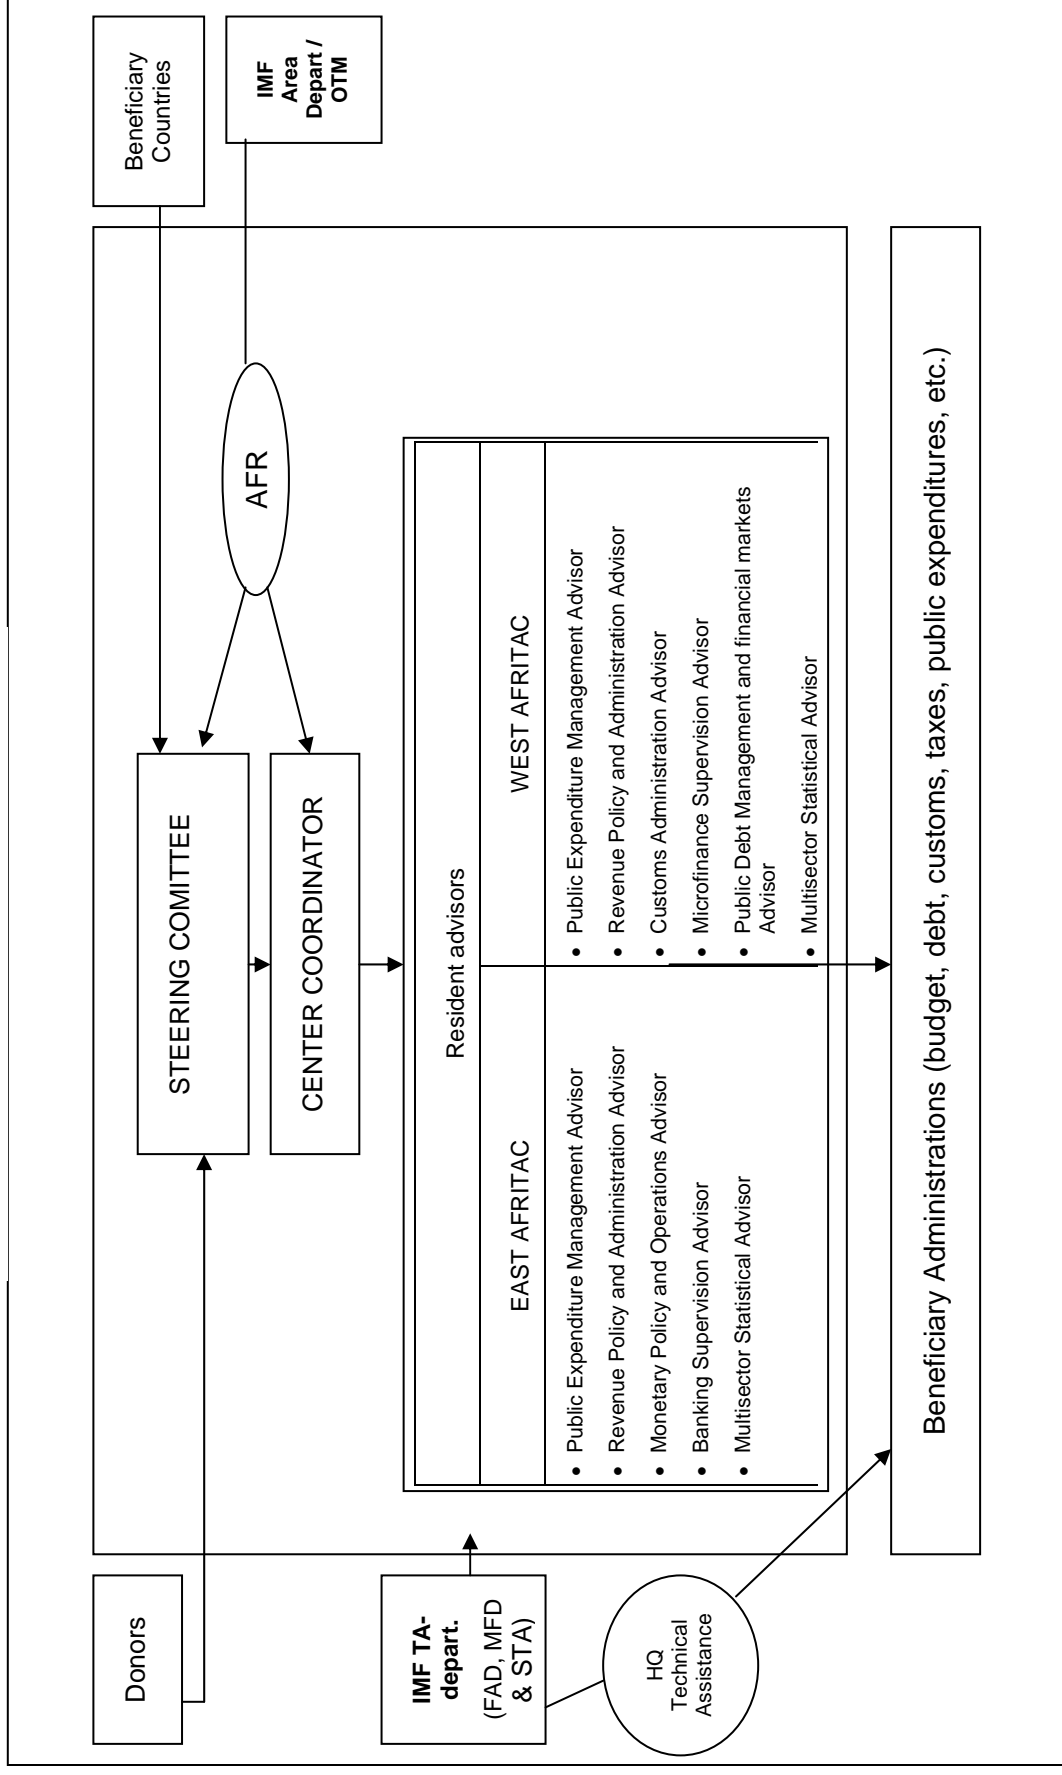 Donors
Beneficiary
Countries
STEERING COMITTEE
IMF
Area
Depart /
OTM
AFR
CENTER COORDINATOR
IMF TA-
depart.
(FAD, MFD
& STA)
Resident advisors
EAST AFRITAC
WEST AFRITAC
• Public Expenditure Management Advisor
• Revenue Policy and Administration Advisor
• Monetary Policy and Operations Advisor
• Banking Supervision Advisor
• Multisector Statistical Advisor
• Public Expenditure Management Advisor
• Revenue Policy and Administration Advisor
• Customs Administration Advisor
• Microfinance Supervision Advisor
• Public Debt Management and financial markets
Advisor
• Multisector Statistical Advisor
HQ
Technical
Assistance
Beneficiary Administrations (budget, debt, customs, taxes, public expenditures, etc.)